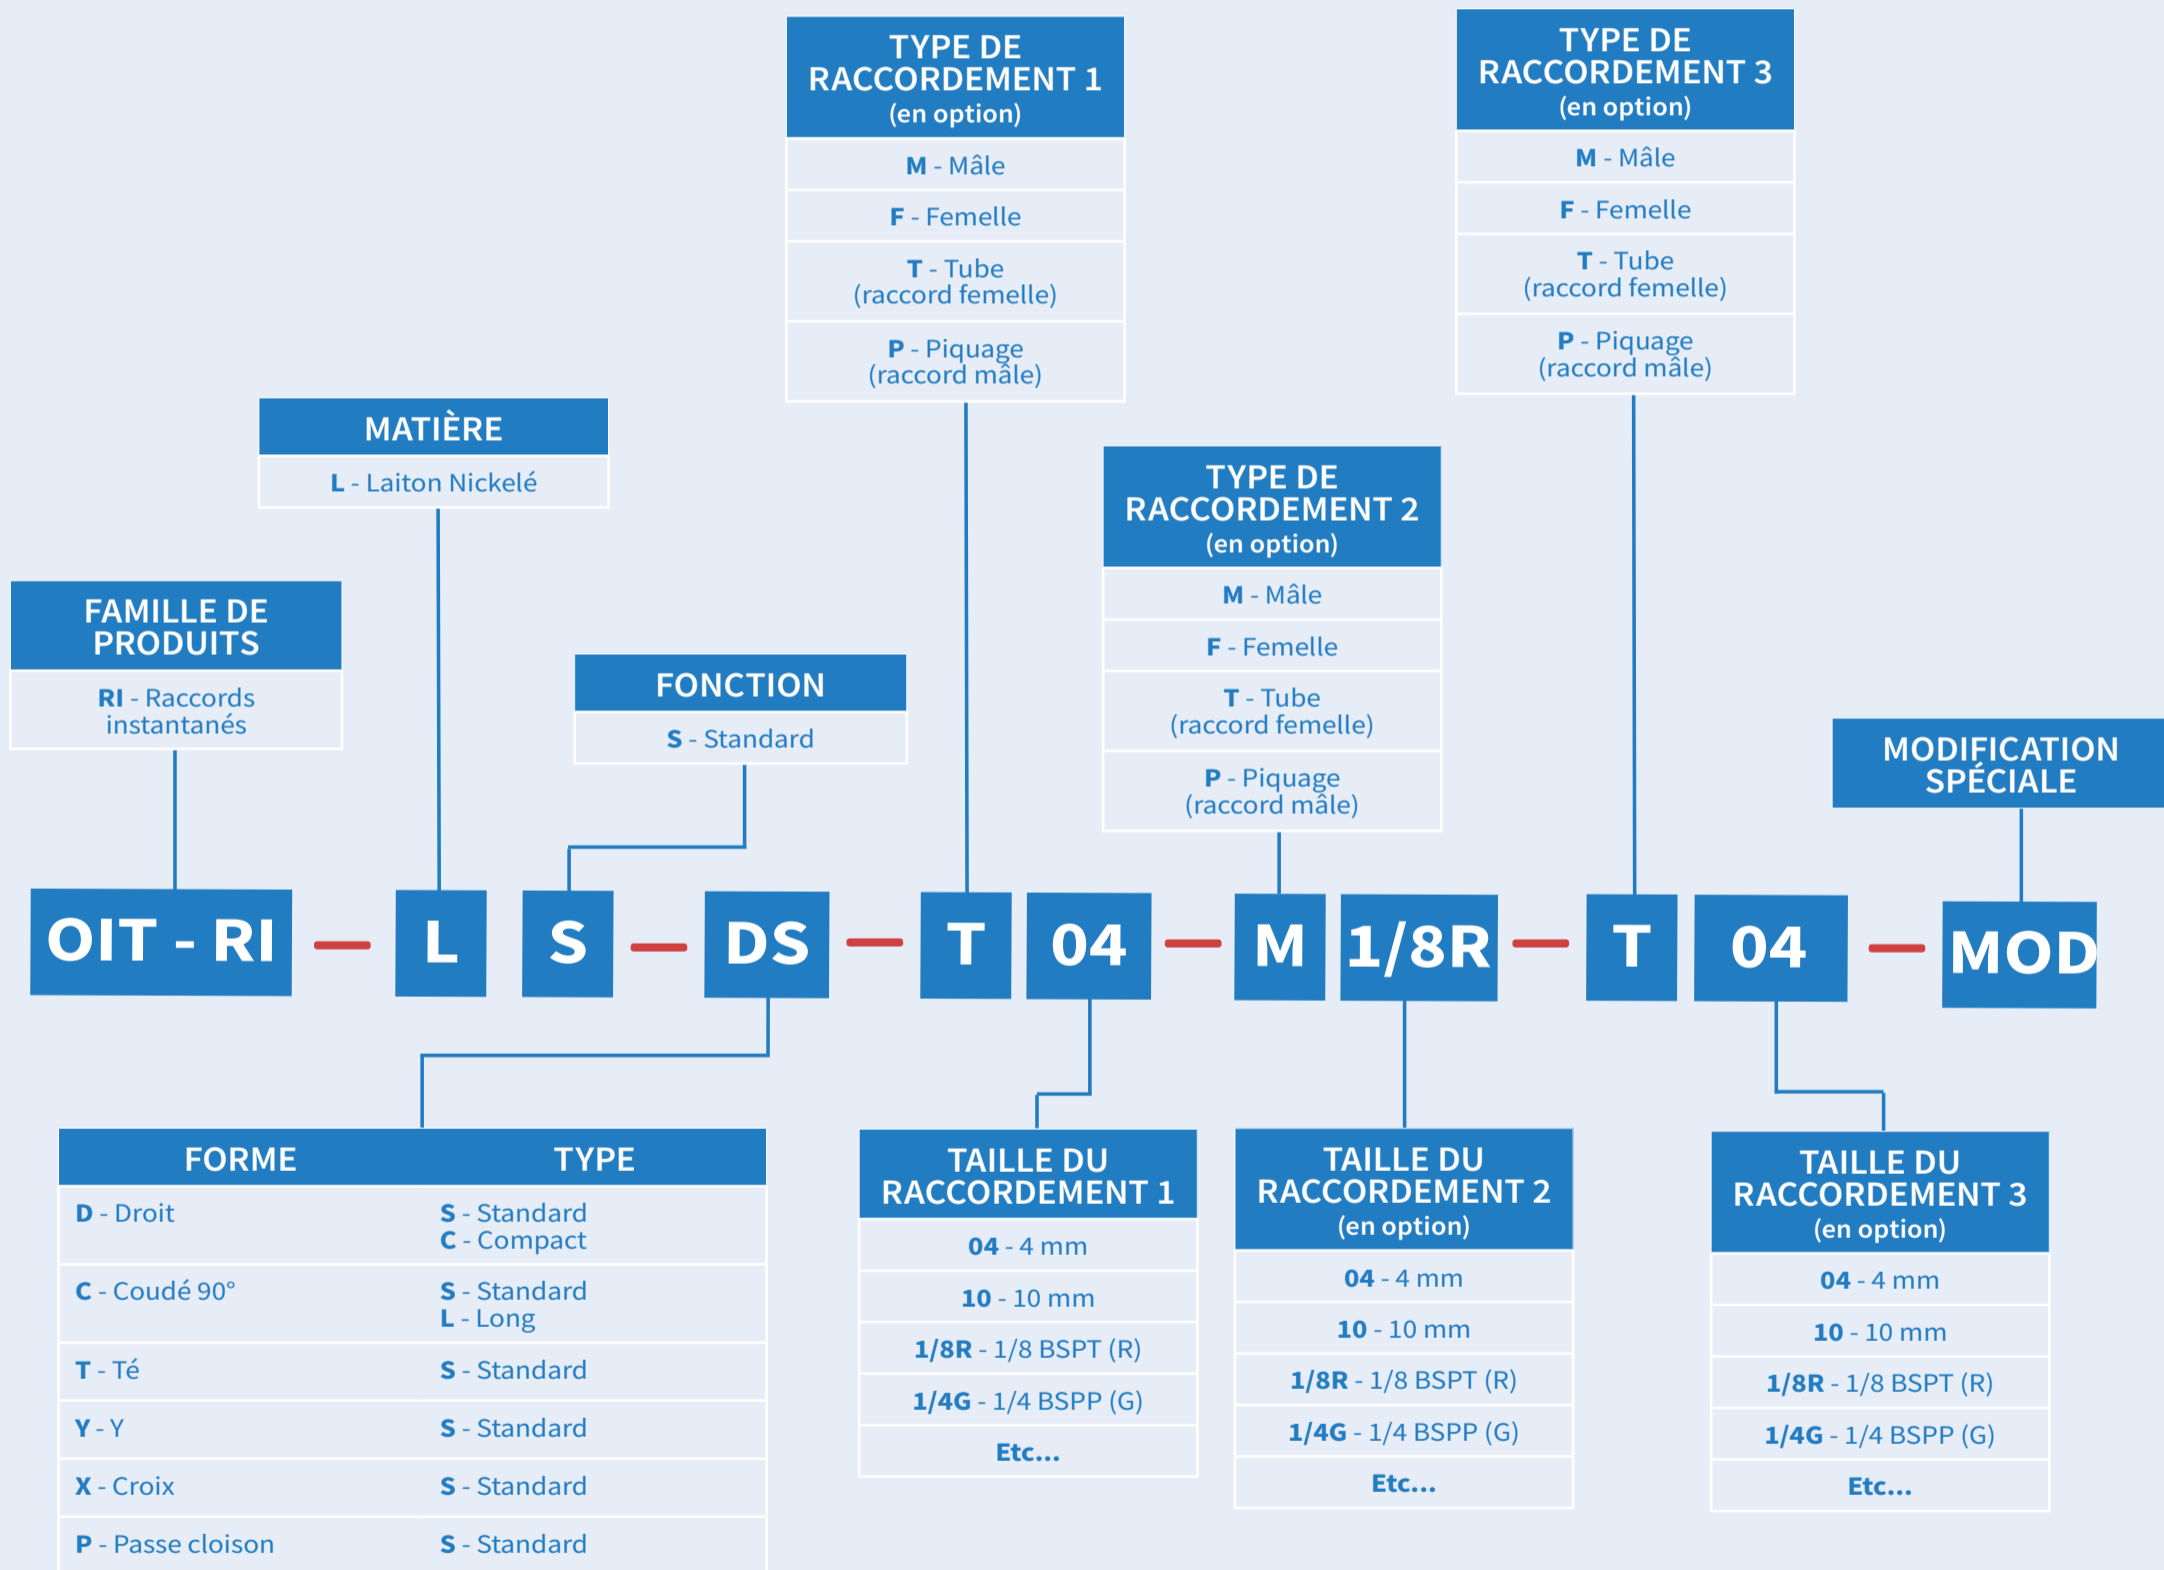 TYPE DE
RACCORDEMENT 1
(en option)
M - Mâle
F - Femelle
T - Tube
(raccord femelle)
P - Piquage
(raccord mâle)
TYPE DE
RACCORDEMENT 3
(en option)
M - Mâle
F - Femelle
T - Tube
(raccord femelle)
P - Piquage
(raccord mâle)
MATIÈRE
L - Laiton Nickelé
TYPE DE
RACCORDEMENT 2
(en option)
M - Mâle
F - Femelle
T - Tube
(raccord femelle)
P - Piquage
(raccord mâle)
FAMILLE DE
PRODUITS
RI - Raccords
instantanés
FONCTION
S - Standard
MODIFICATION
SPÉCIALE
OIT - RI — L S — DS — T 04 — M 1/8R — T 04 — MOD
FORME TYPE
D - Droit S - Standard
C - Compact
C - Coudé 90° S - Standard
L - Long
T - Té S - Standard
Y - Y S - Standard
X - Croix S - Standard
P - Passe cloison S - Standard
TAILLE DU
RACCORDEMENT 1
04 - 4 mm
10 - 10 mm
1/8R - 1/8 BSPT (R)
1/4G - 1/4 BSPP (G)
Etc...
TAILLE DU
RACCORDEMENT 2
(en option)
04 - 4 mm
10 - 10 mm
1/8R - 1/8 BSPT (R)
1/4G - 1/4 BSPP (G)
Etc...
TAILLE DU
RACCORDEMENT 3
(en option)
04 - 4 mm
10 - 10 mm
1/8R - 1/8 BSPT (R)
1/4G - 1/4 BSPP (G)
Etc...